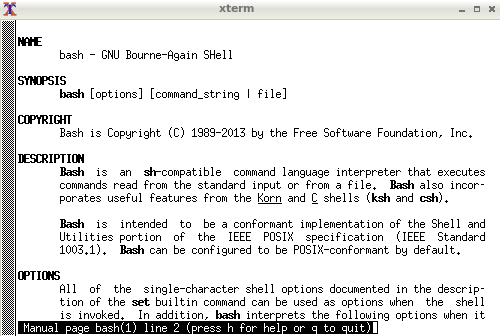 xterm
NAME
bash - GNU Bourne-Again SHell
SYNOPSIS
bash [options] [command_string | file]
COPYRIGHT
Bash is Copyright (C) 1989-2013 by the Free Software Foundation, Inc.
DESCRIPTION
Bash is an sh-compatible command language interpreter that executes
commands read from the standard input or from a file. Bash also incor-
porates useful features from the Korn and C shells (ksh and csh).
Bash is intended to be a conformant implementation of the Shell and
Utilities portion of the IEEE POSIX specification (IEEE Standard
1003.1). Bash can be configured to be POSIX-conformant by default.
OPTIONS
All of the single-character shell options documented in the descrip-
tion of the set builtin command can be used as options when the shell
is invoked. In addition, bash interprets the following options when it
Manual page bash(1) line 2 (press h for help or q to quit)